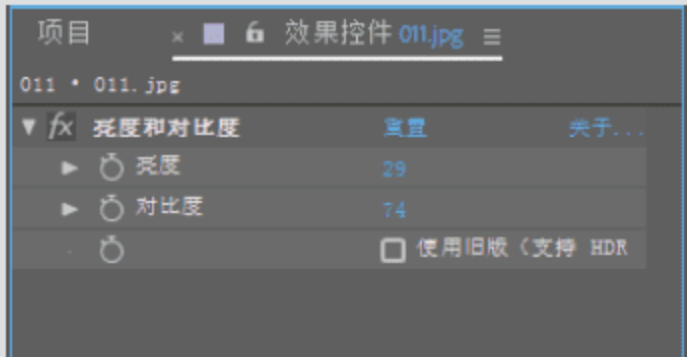 项目 × 效果控件 011.jpg ≡
011 • 011.jpg
fx 亮度和对比度 重置 关于...
亮度 29
对比度 74
使用旧版（支持 HDR